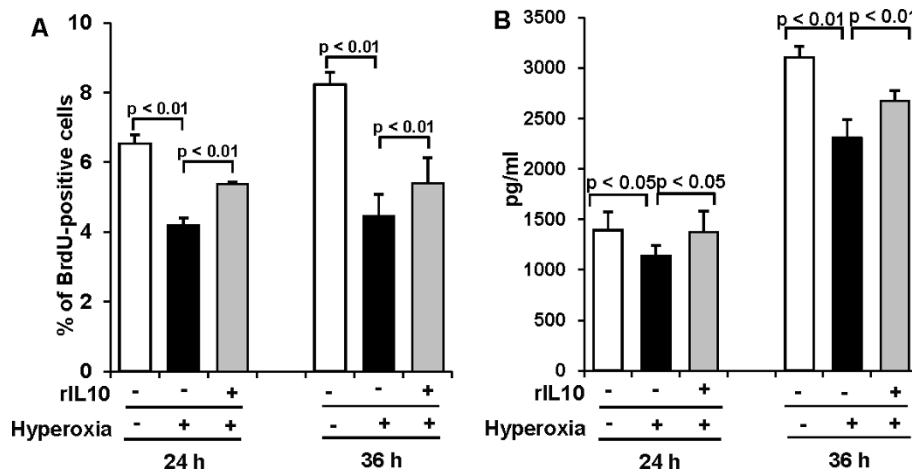 A
% of BrdU-positive cells
10
8
6
4
2
0
p < 0.01
p < 0.01
p < 0.01
p < 0.01
rIL10 - - + - - +
Hyperoxia - + + - + +
24 h 36 h
B
pg/ml
3500
3000
2500
2000
1500
1000
500
0
p < 0.05 p < 0.05
p < 0.01 p < 0.01
- - + - - +
- + + - + +
24 h 36 h